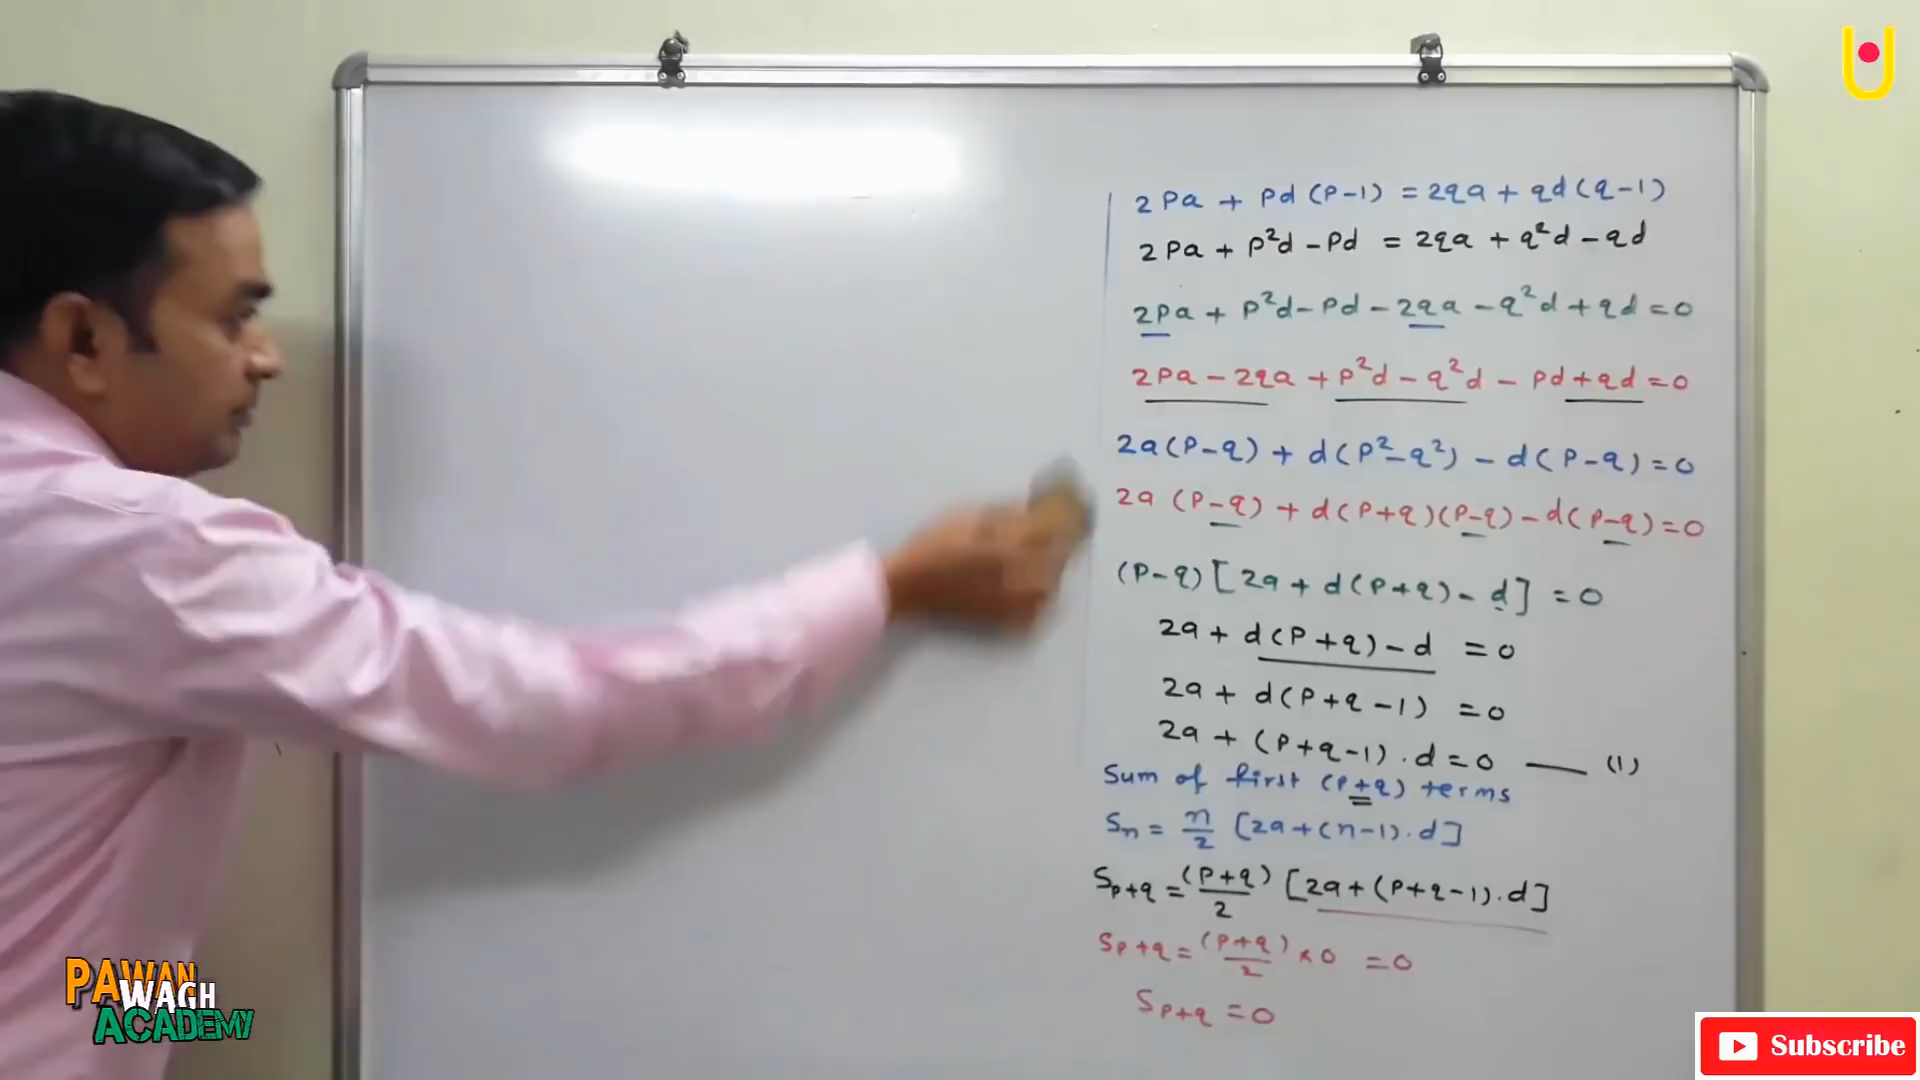 2Pa + Pd (P-1) = 2qa + qd (q-1)
2Pa + P²d - Pd = 2qa + q²d - qd
2Pa + P²d - Pd - 2qa - q²d + qd = 0
2Pa - 2qa + P²d - q²d - Pd + qd = 0
2a(P-q) + d(P²-q²) - d(P-q) = 0
2a (P-q) + d(P+q)(P-q) - d(P-q) = 0
(P-q) [2a + d(P+q) - d] = 0
2a + d(P+q) - d = 0
2a + d(P+q-1) = 0
2a + (P+q-1).d = 0 —— (1)
Sum of first (P+q) terms
Sn = n/2 [2a+(n-1).d]
Sp+q = (P+q)/2 [2a+(P+q-1).d]
Sp+q = (P+q)/2 × 0 = 0
Sp+q = 0
PAWAN
WAGH
ACADEMY
Subscribe